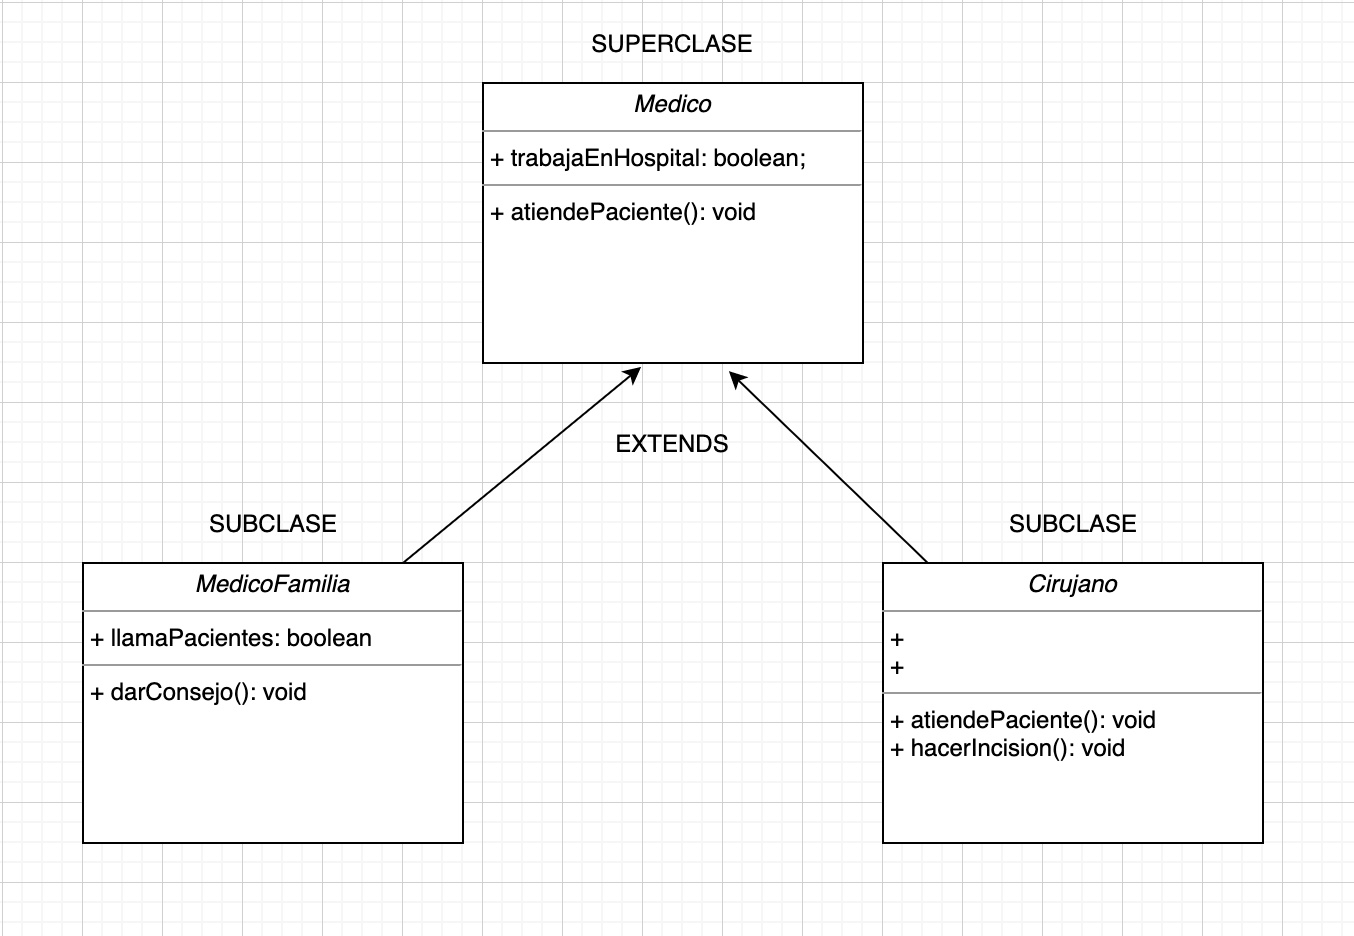 SUPERCLASE
Medico
+ trabajaEnHospital: boolean;
+ atiendePaciente(): void
EXTENDS
SUBCLASE
MedicoFamilia
+ llamaPacientes: boolean
+ darConsejo(): void
SUBCLASE
Cirujano
+
+
+ atiendePaciente(): void
+ hacerIncision(): void